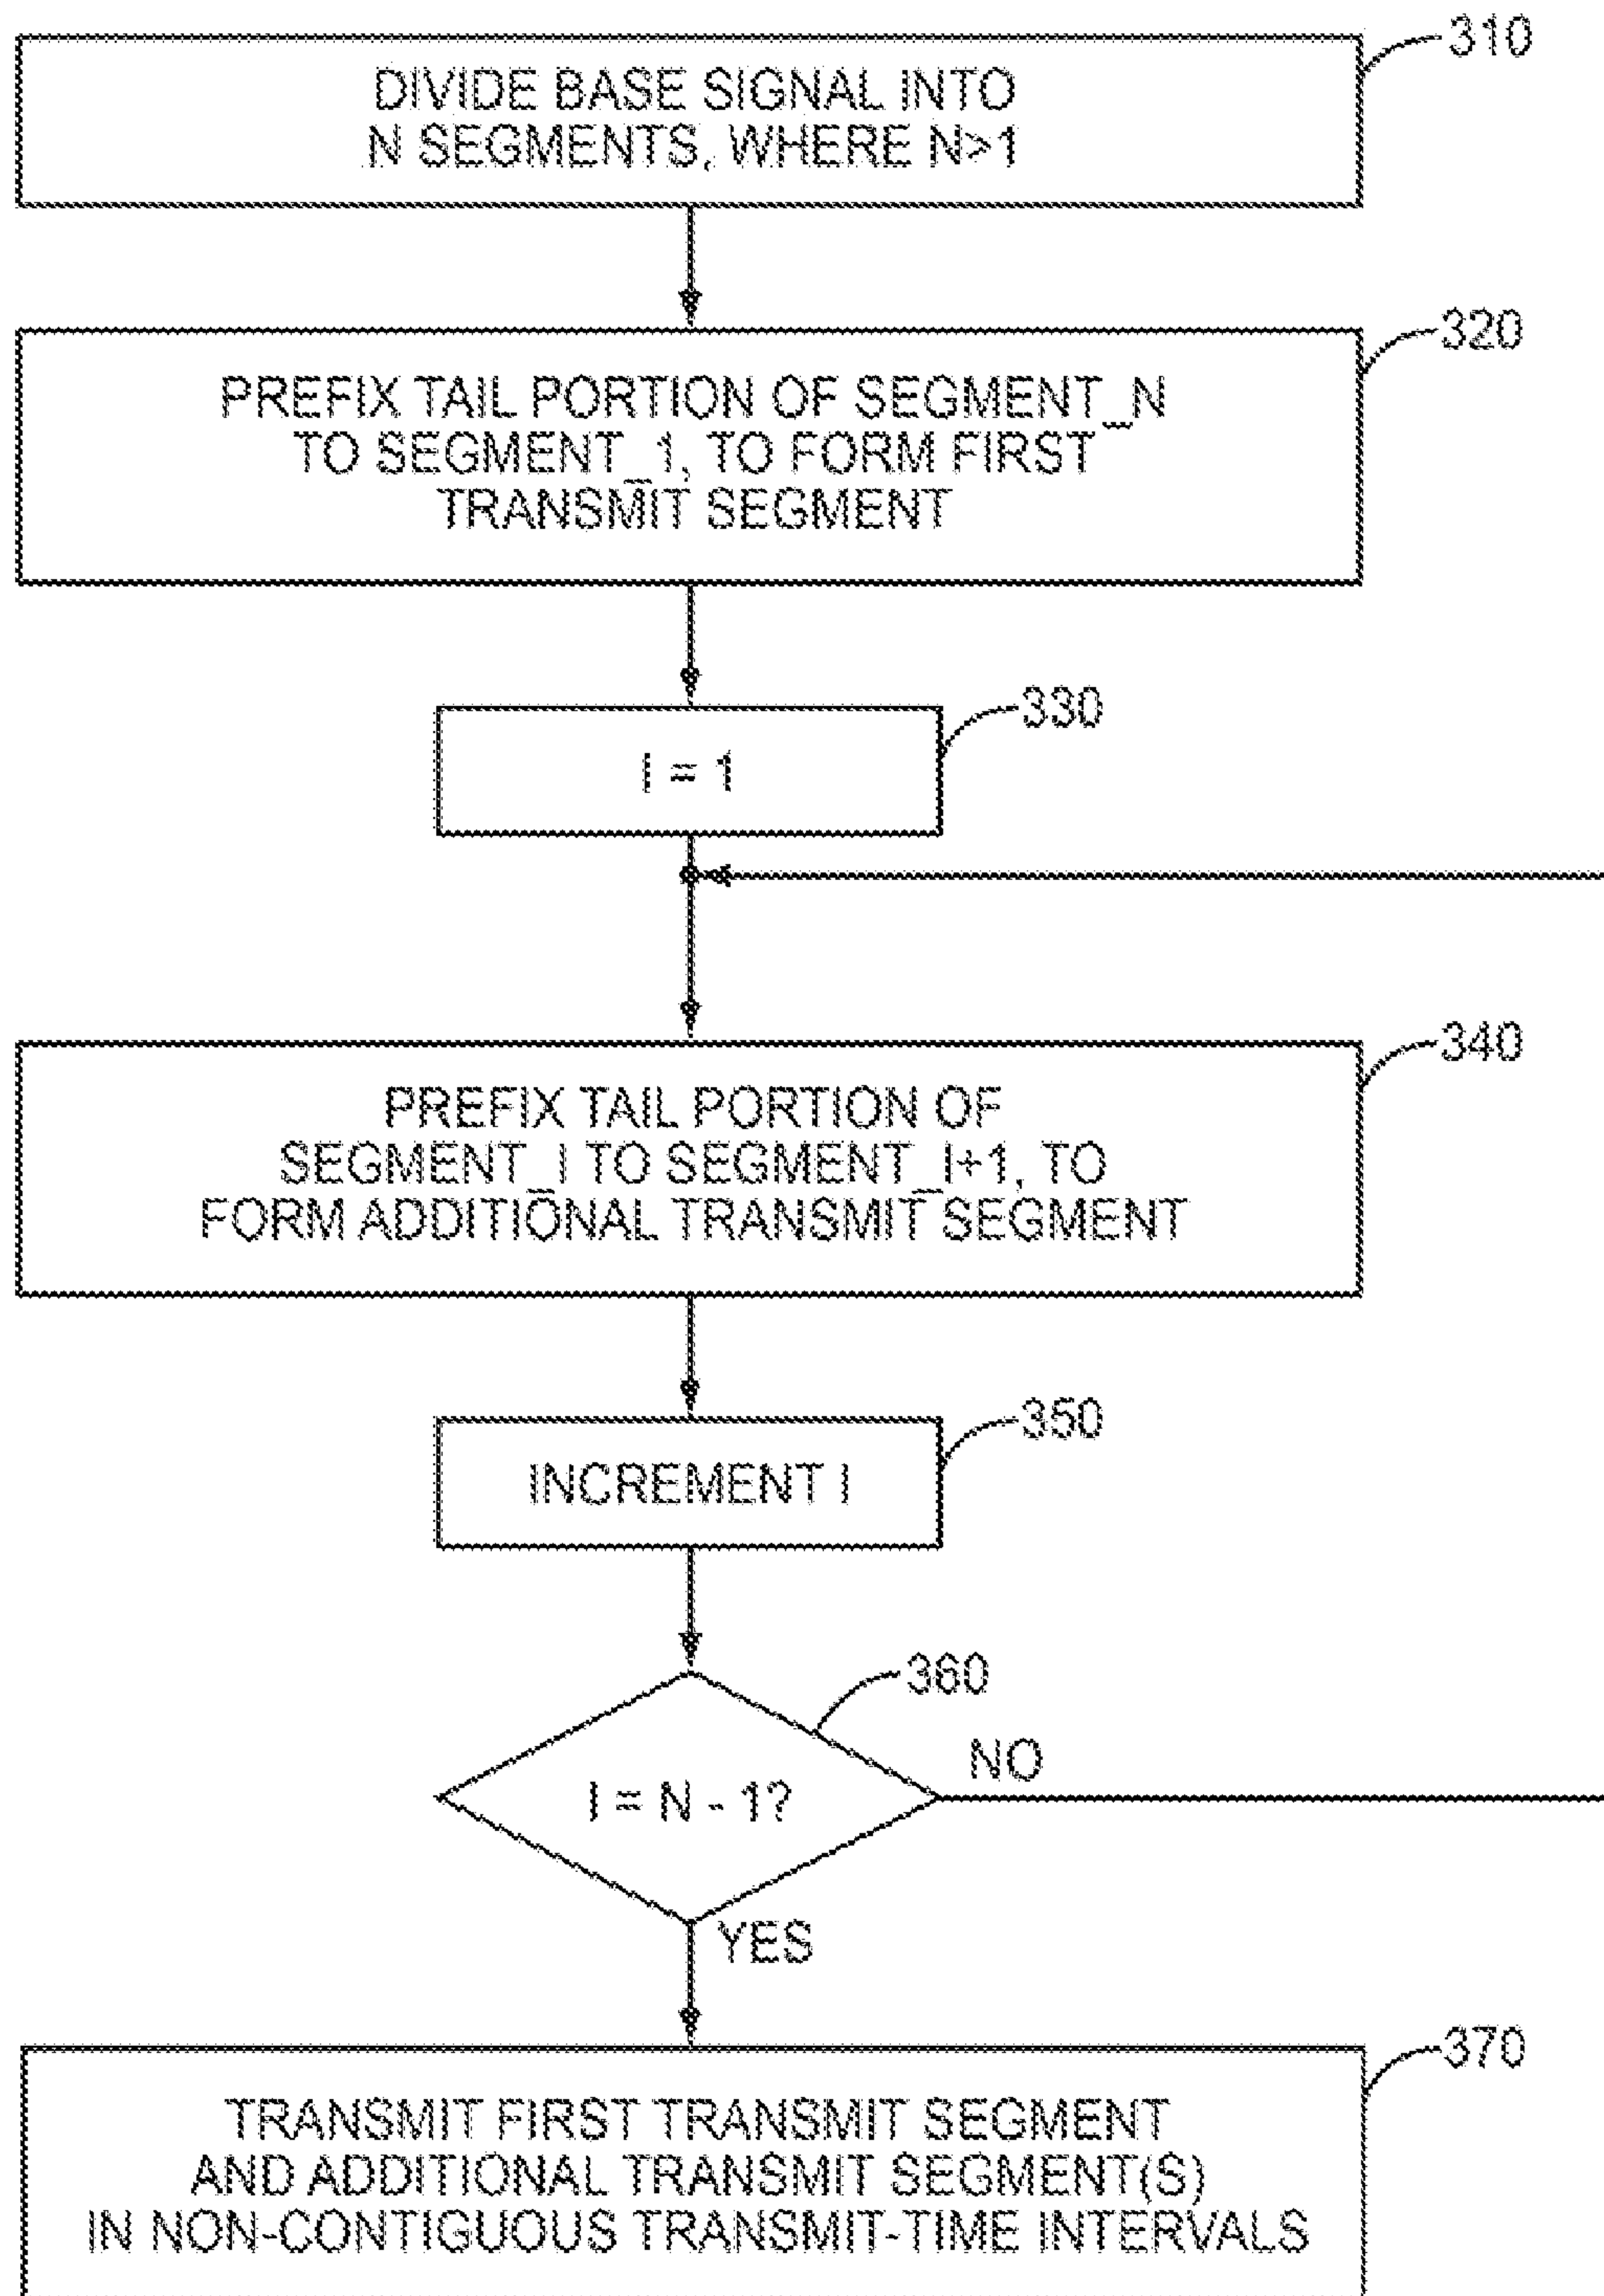 310
DIVIDE BASE SIGNAL INTO
N SEGMENTS, WHERE N>1
320
PREFIX TAIL PORTION OF SEGMENT_N
TO SEGMENT_1, TO FORM FIRST
TRANSMIT SEGMENT
330
I = 1
340
PREFIX TAIL PORTION OF
SEGMENT_I TO SEGMENT_I+1, TO
FORM ADDITIONAL TRANSMIT SEGMENT
350
INCREMENT I
360
NO
I = N - 1?
YES
370
TRANSMIT FIRST TRANSMIT SEGMENT
AND ADDITIONAL TRANSMIT SEGMENT(S)
IN NON-CONTIGUOUS TRANSMIT-TIME INTERVALS